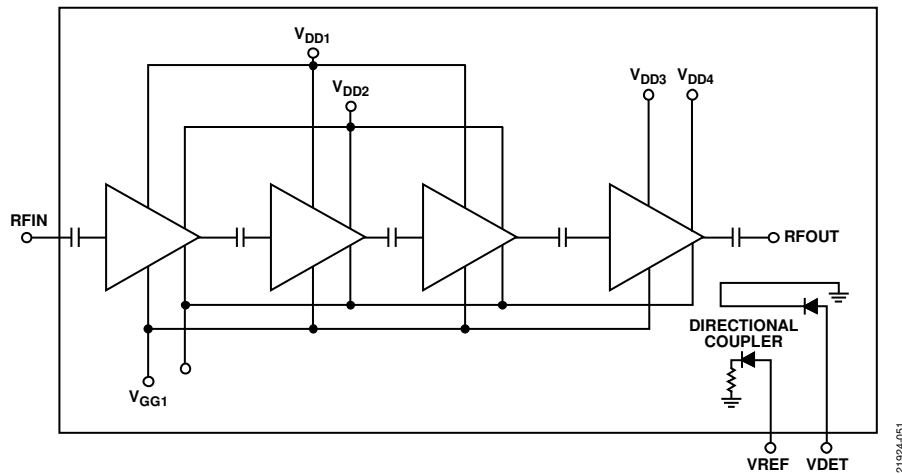 VDD1
VDD2
VDD3
VDD4
RFIN
RFOUT
DIRECTIONAL
COUPLER
VGG1
VREF
VDET
21924-051